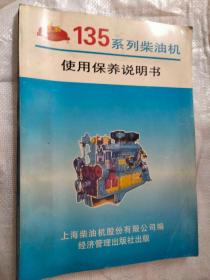 135系列柴油机
使用保养说明书
上海柴油机股份有限公司编
经济管理出版社出版